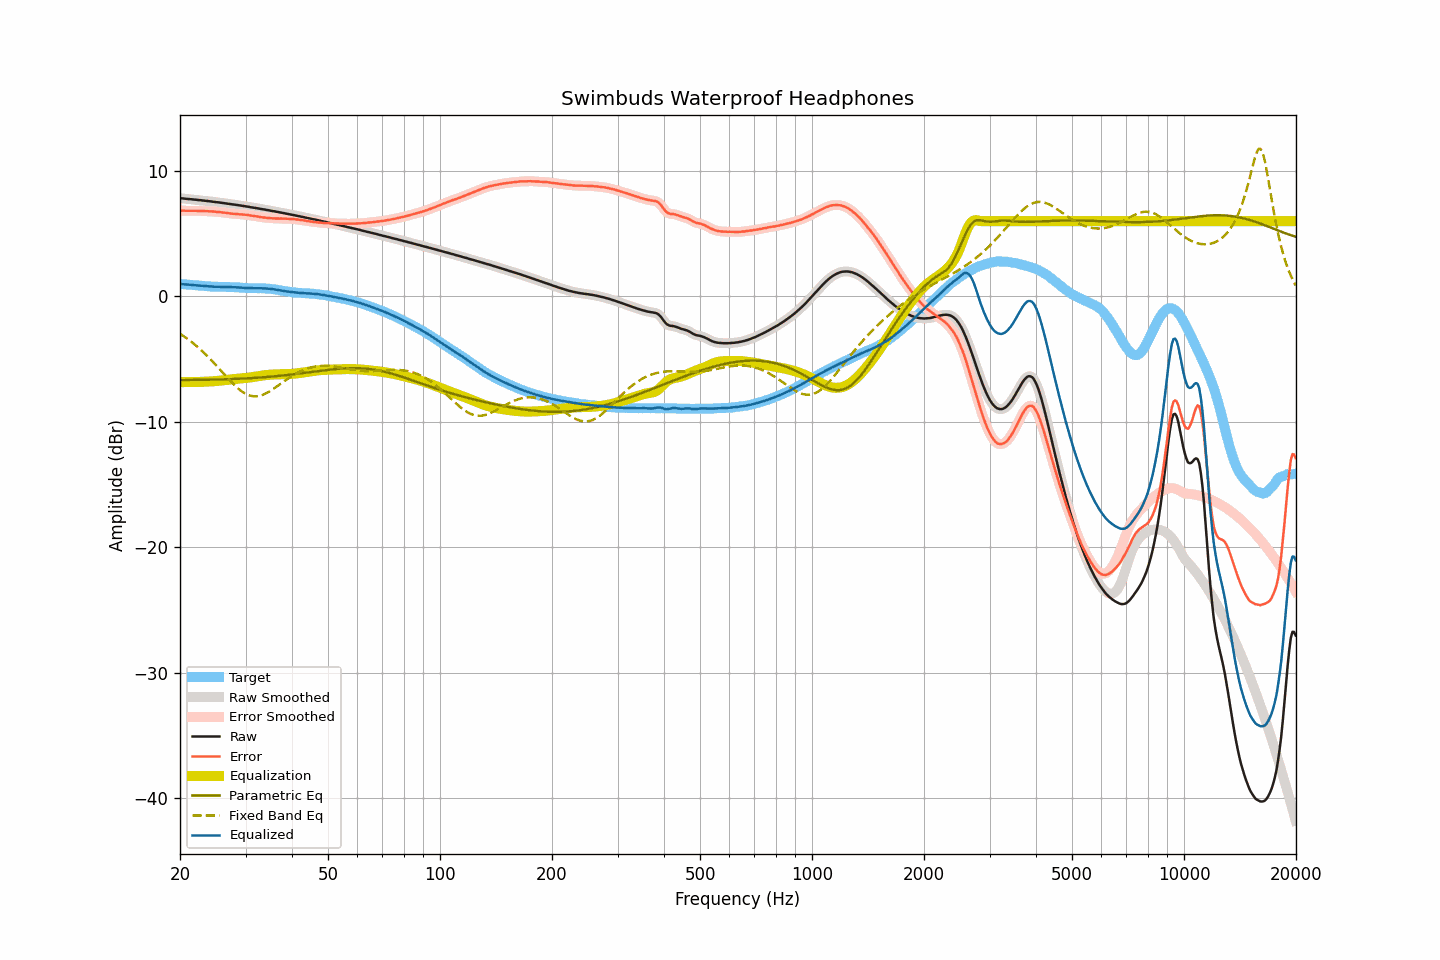 Swimbuds Waterproof Headphones
10
0
−10
−20
−30
−40
Amplitude (dBr)
Target
Raw Smoothed
Error Smoothed
Raw
Error
Equalization
Parametric Eq
Fixed Band Eq
Equalized
20 50 100 200 500 1000 2000 5000 10000 20000
Frequency (Hz)